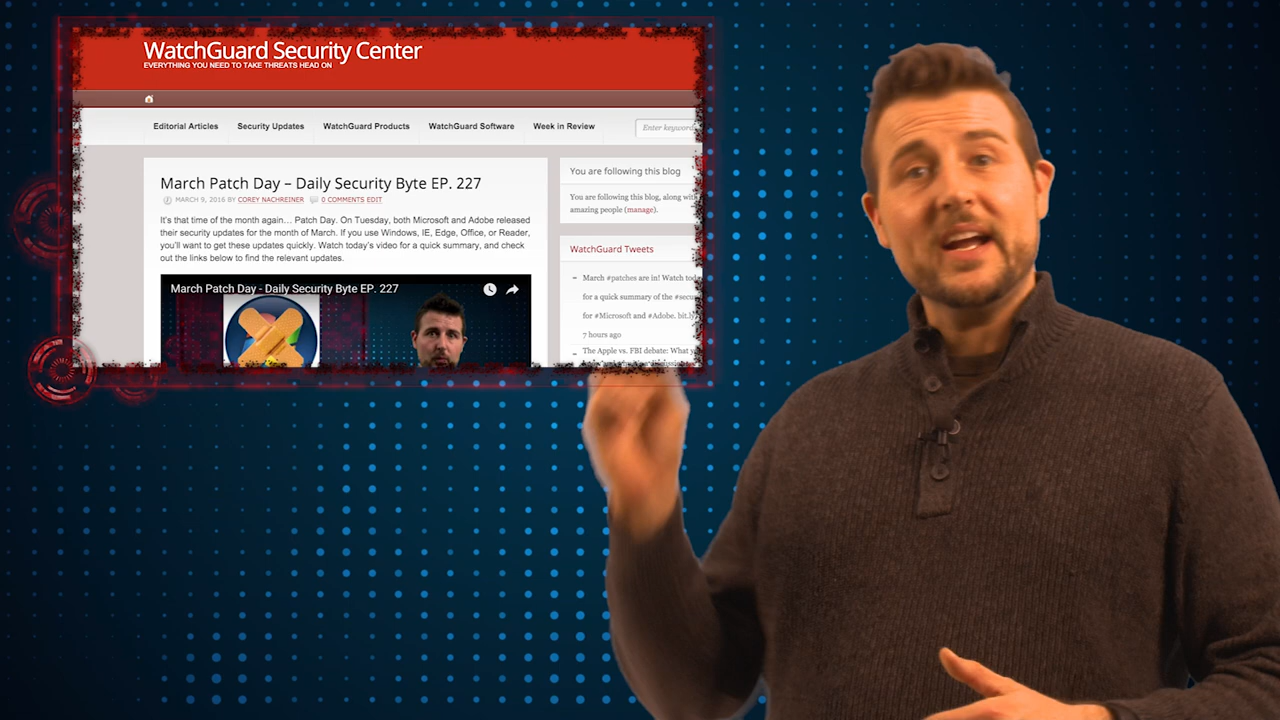 WatchGuard Security Center
EVERYTHING YOU NEED TO TAKE THREATS HEAD ON
Editorial Articles Security Updates WatchGuard Products WatchGuard Software Week in Review Enter keyword
March Patch Day – Daily Security Byte EP. 227
MARCH 9, 2016 BY COREY NACHREINER 0 COMMENTS EDIT
It's that time of the month again… Patch Day. On Tuesday, both Microsoft and Adobe released
their security updates for the month of March. If you use Windows, IE, Edge, Office, or Reader,
you'll want to get these updates quickly. Watch today's video for a quick summary, and check
out the links below to find the relevant updates.
March Patch Day - Daily Security Byte EP. 227
You are following this blog
You are following this blog, along with
amazing people (manage).
WatchGuard Tweets
March #patches are in! Watch
for a quick summary of the
for #Microsoft and #Adobe.
7 hours ago
The Apple vs. FBI debate: What